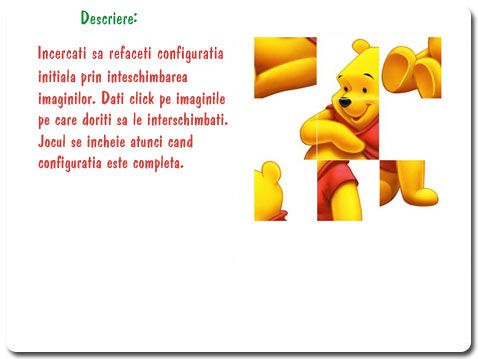 Descriere:
Incercati sa refaceti configuratia
initiala prin inteschimbarea
imaginilor. Dati click pe imaginile
pe care doriti sa le interschimbati.
Jocul se incheie atunci cand
configuratia este completa.